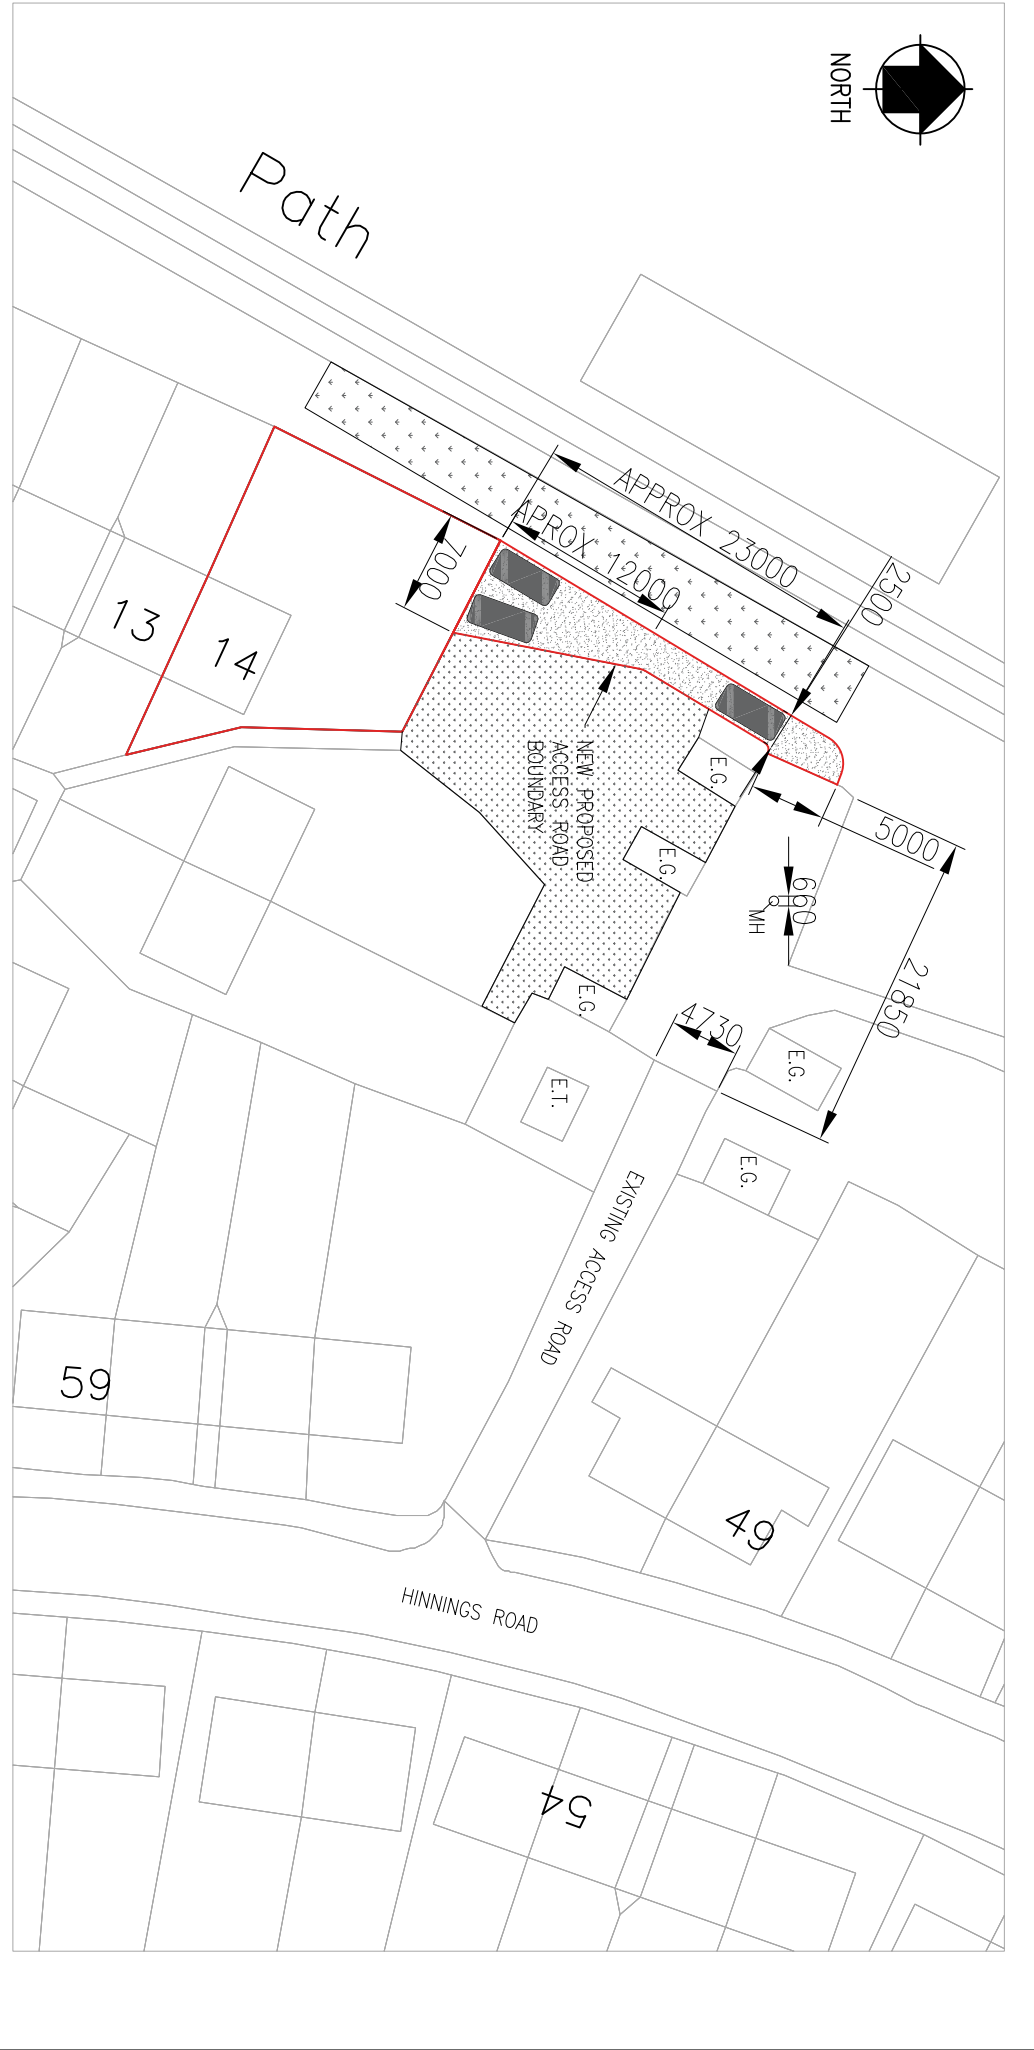 NORTH
Path
APPROX 23000
APROX 12000
2500
7000
13
14
NEW PROPOSED
ACCESS ROAD
BOUNDARY
E.G.
E.G.
E.G.
5000
660
MH
21850
4730
E.G.
E.T.
E.G.
EXISTING ACCESS ROAD
59
49
HINNINGS ROAD
54